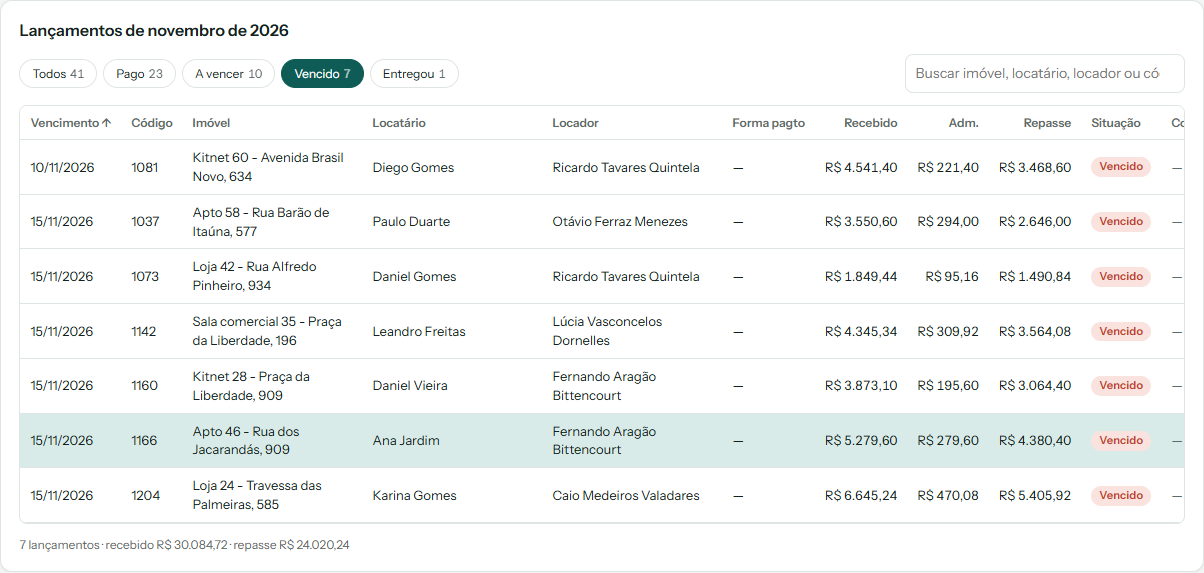 Lançamentos de novembro de 2026
Todos 41 Pago 23 A vencer 10 Vencido 7 Entregou 1
Buscar imóvel, locatário, locador ou có
Vencimento ↑ Código Imóvel Locatário Locador Forma pagto Recebido Adm. Repasse Situação Co
10/11/2026 1081 Kitnet 60 - Avenida Brasil Novo, 634 Diego Gomes Ricardo Tavares Quintela — R$ 4.541,40 R$ 221,40 R$ 3.468,60 Vencido —
15/11/2026 1037 Apto 58 - Rua Barão de Itaúna, 577 Paulo Duarte Otávio Ferraz Menezes — R$ 3.550,60 R$ 294,00 R$ 2.646,00 Vencido —
15/11/2026 1073 Loja 42 - Rua Alfredo Pinheiro, 934 Daniel Gomes Ricardo Tavares Quintela — R$ 1.849,44 R$ 95,16 R$ 1.490,84 Vencido —
15/11/2026 1142 Sala comercial 35 - Praça da Liberdade, 196 Leandro Freitas Lúcia Vasconcelos Dornelles — R$ 4.345,34 R$ 309,92 R$ 3.564,08 Vencido —
15/11/2026 1160 Kitnet 28 - Praça da Liberdade, 909 Daniel Vieira Fernando Aragão Bittencourt — R$ 3.873,10 R$ 195,60 R$ 3.064,40 Vencido —
15/11/2026 1166 Apto 46 - Rua dos Jacarandás, 909 Ana Jardim Fernando Aragão Bittencourt — R$ 5.279,60 R$ 279,60 R$ 4.380,40 Vencido —
15/11/2026 1204 Loja 24 - Travessa das Palmeiras, 585 Karina Gomes Caio Medeiros Valadares — R$ 6.645,24 R$ 470,08 R$ 5.405,92 Vencido —
7 lançamentos · recebido R$ 30.084,72 · repasse R$ 24.020,24